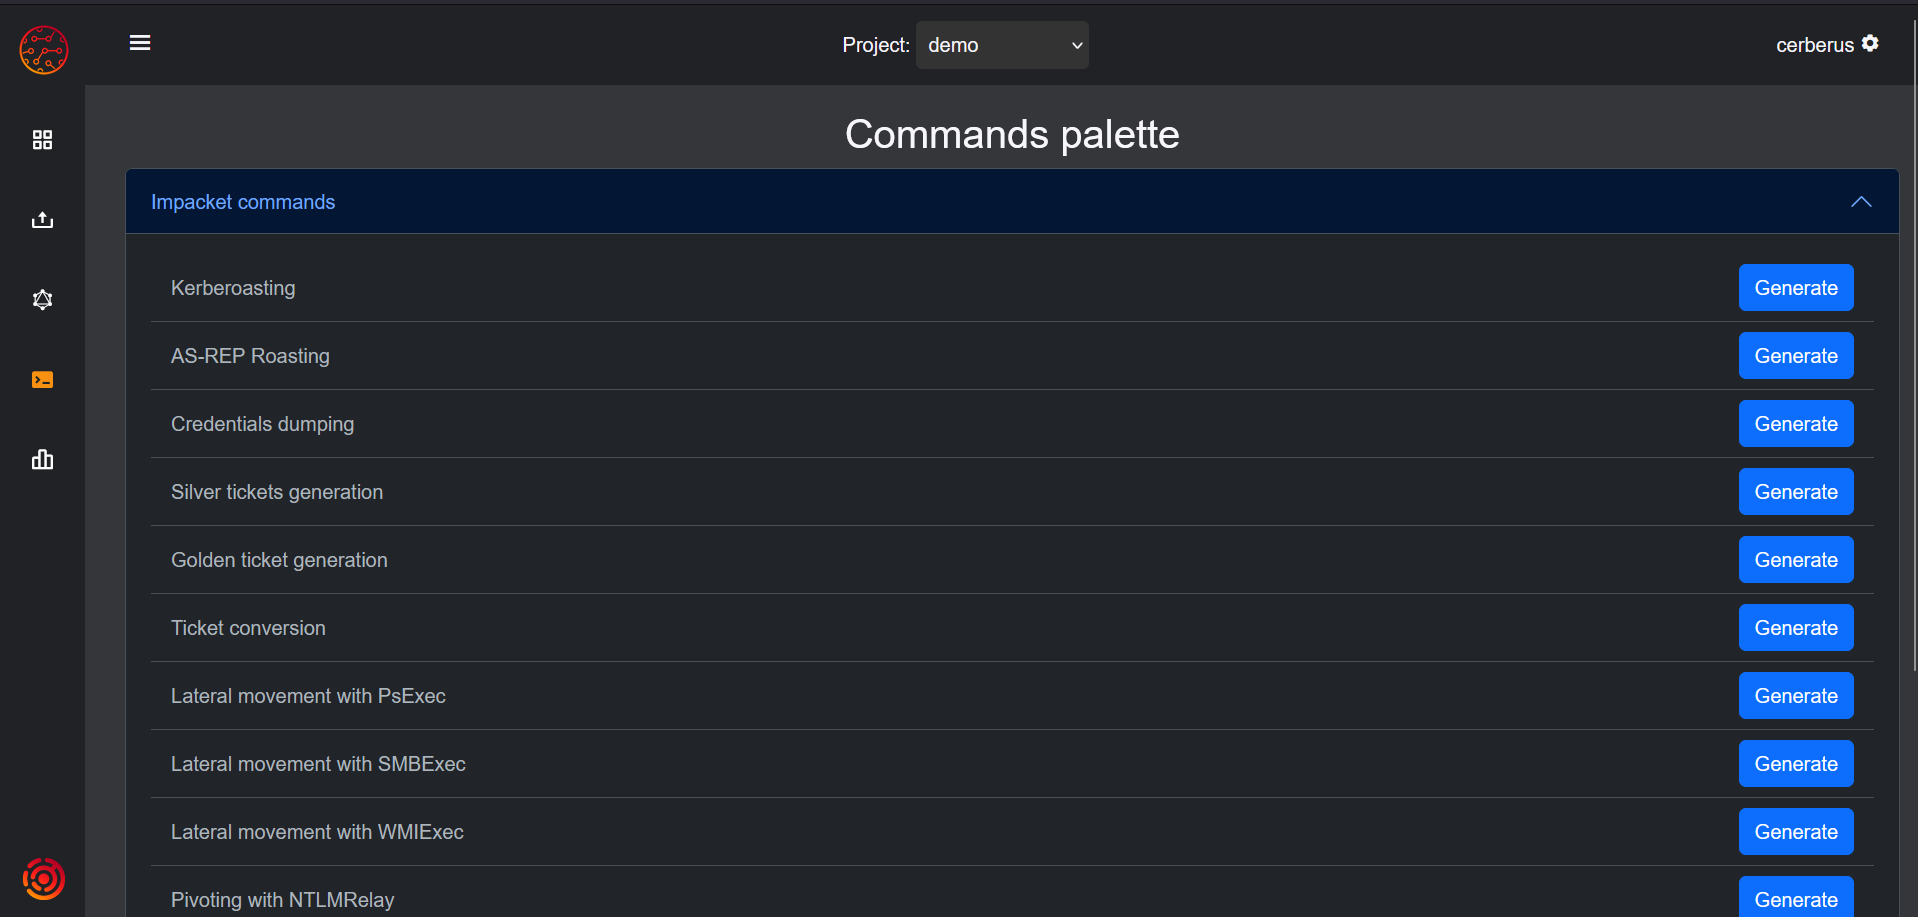 Project: demo
cerberus
Commands palette
Impacket commands
Kerberoasting Generate
AS-REP Roasting Generate
Credentials dumping Generate
Silver tickets generation Generate
Golden ticket generation Generate
Ticket conversion Generate
Lateral movement with PsExec Generate
Lateral movement with SMBExec Generate
Lateral movement with WMIExec Generate
Pivoting with NTLMRelay Generate